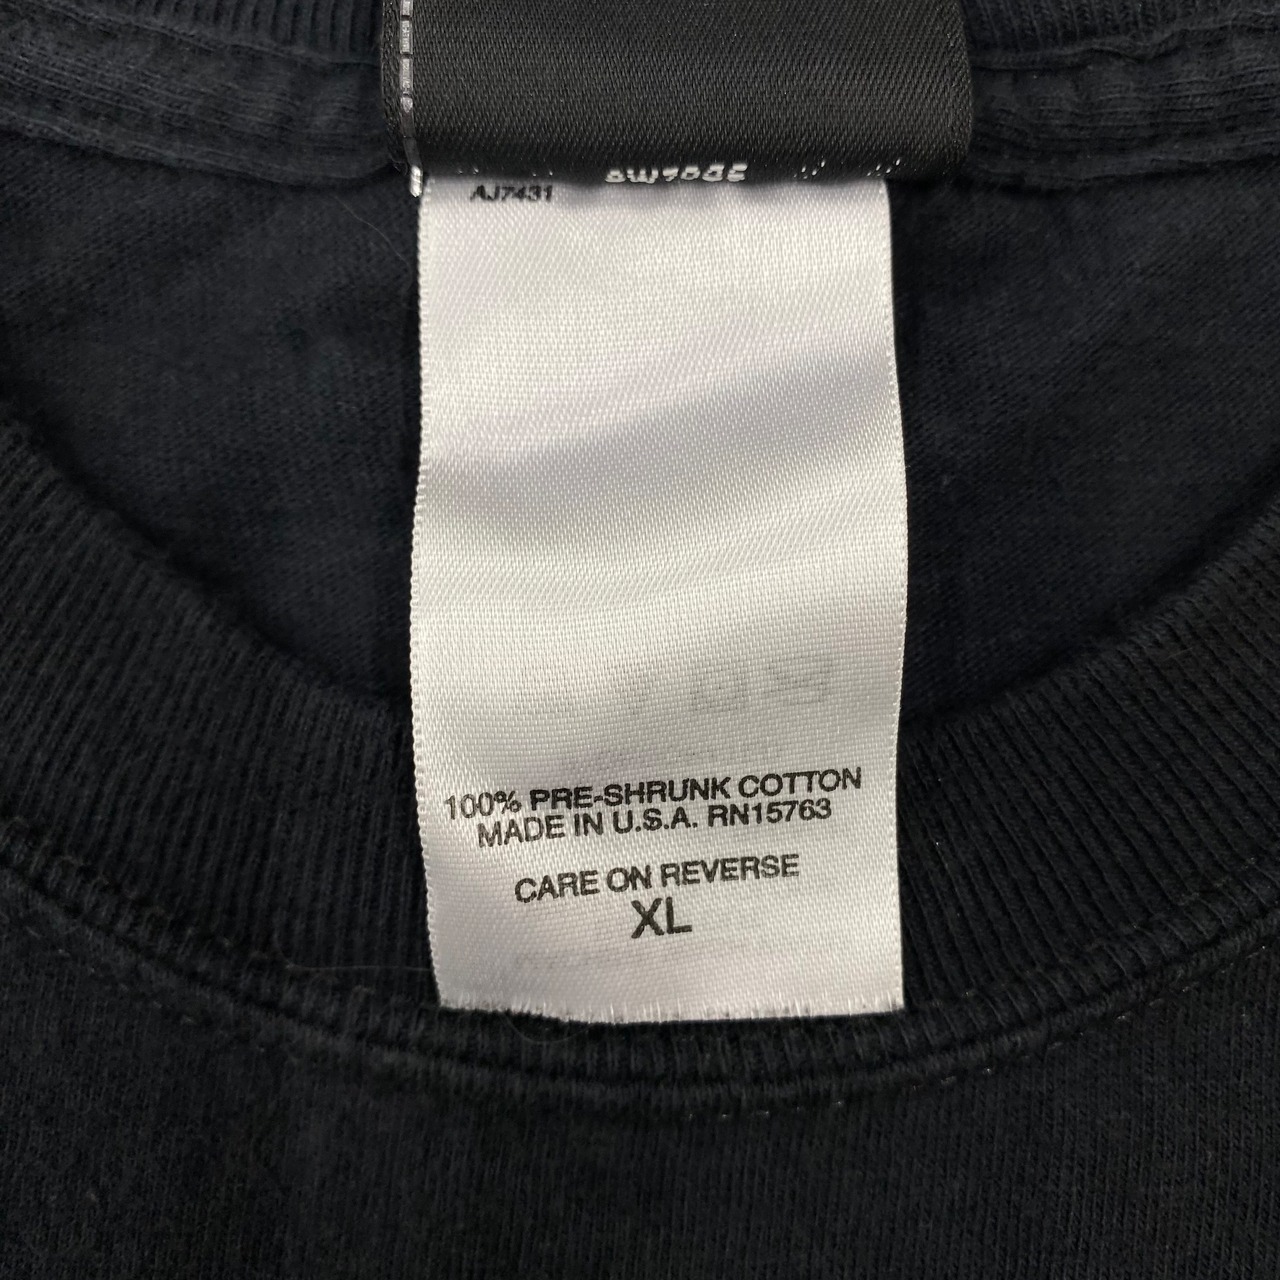 AJ7431
100% PRE-SHRUNK COTTON
MADE IN U.S.A. RN15763
CARE ON REVERSE
XL